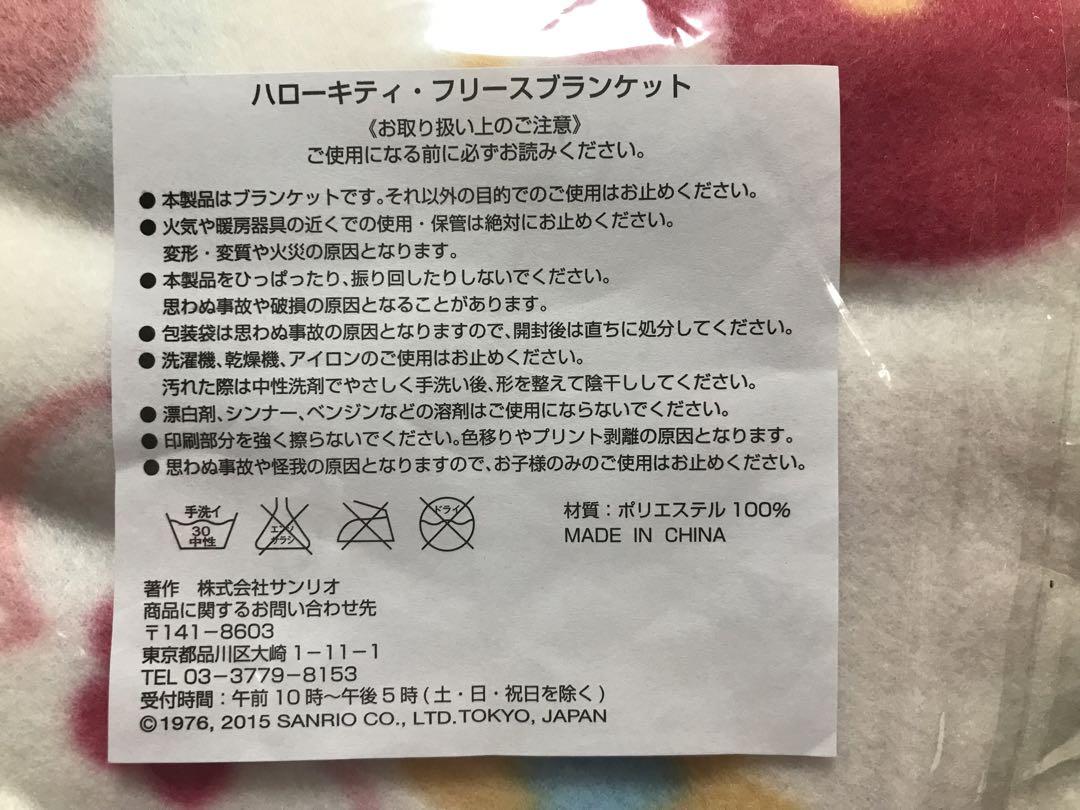 ハローキティ・フリースブランケット
《お取り扱い上のご注意》
ご使用になる前に必ずお読みください。
● 本製品はブランケットです。それ以外の目的でのご使用はお止めください。
● 火気や暖房器具の近くでの使用・保管は絶対にお止めください。
変形・変質や火災の原因となります。
● 本製品をひっぱったり、振り回したりしないでください。
思わぬ事故や破損の原因となることがあります。
● 包装袋は思わぬ事故の原因となりますので、開封後は直ちに処分してください。
● 洗濯機、乾燥機、アイロンのご使用はお止めください。
汚れた際は中性洗剤でやさしく手洗い後、形を整えて陰干ししてください。
● 漂白剤、シンナー、ベンジンなどの溶剤はご使用にならないでください。
● 印刷部分を強く擦らないでください。色移りやプリント剥離の原因となります。
● 思わぬ事故や怪我の原因となりますので、お子様のみのご使用はお止めください。
手洗イ
30
中性
エンソ
サラシ
ドライ
材質：ポリエステル 100%
MADE IN CHINA
著作　株式会社サンリオ
商品に関するお問い合わせ先
〒141－8603
東京都品川区大崎 1－11－1
TEL 03－3779－8153
受付時間：午前 10 時〜午後 5 時 ( 土・日・祝日を除く )
©1976, 2015 SANRIO CO., LTD.TOKYO, JAPAN